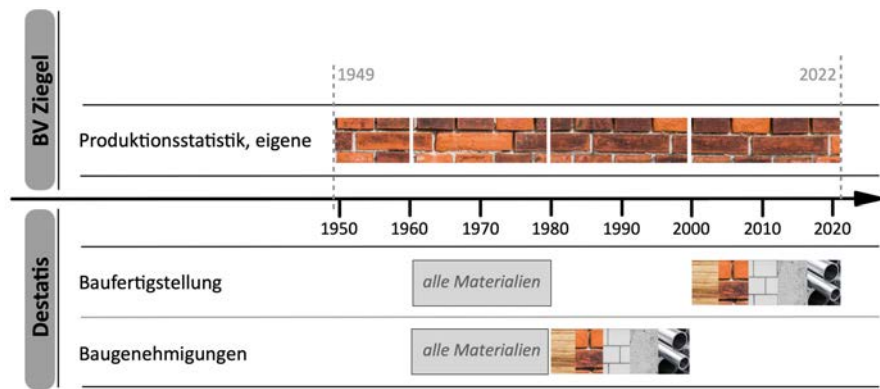 BV Ziegel
1949
2022
Produktionsstatistik, eigene
1950 1960 1970 1980 1990 2000 2010 2020
Destatis
Baufertigstellung
alle Materialien
Baugenehmigungen
alle Materialien